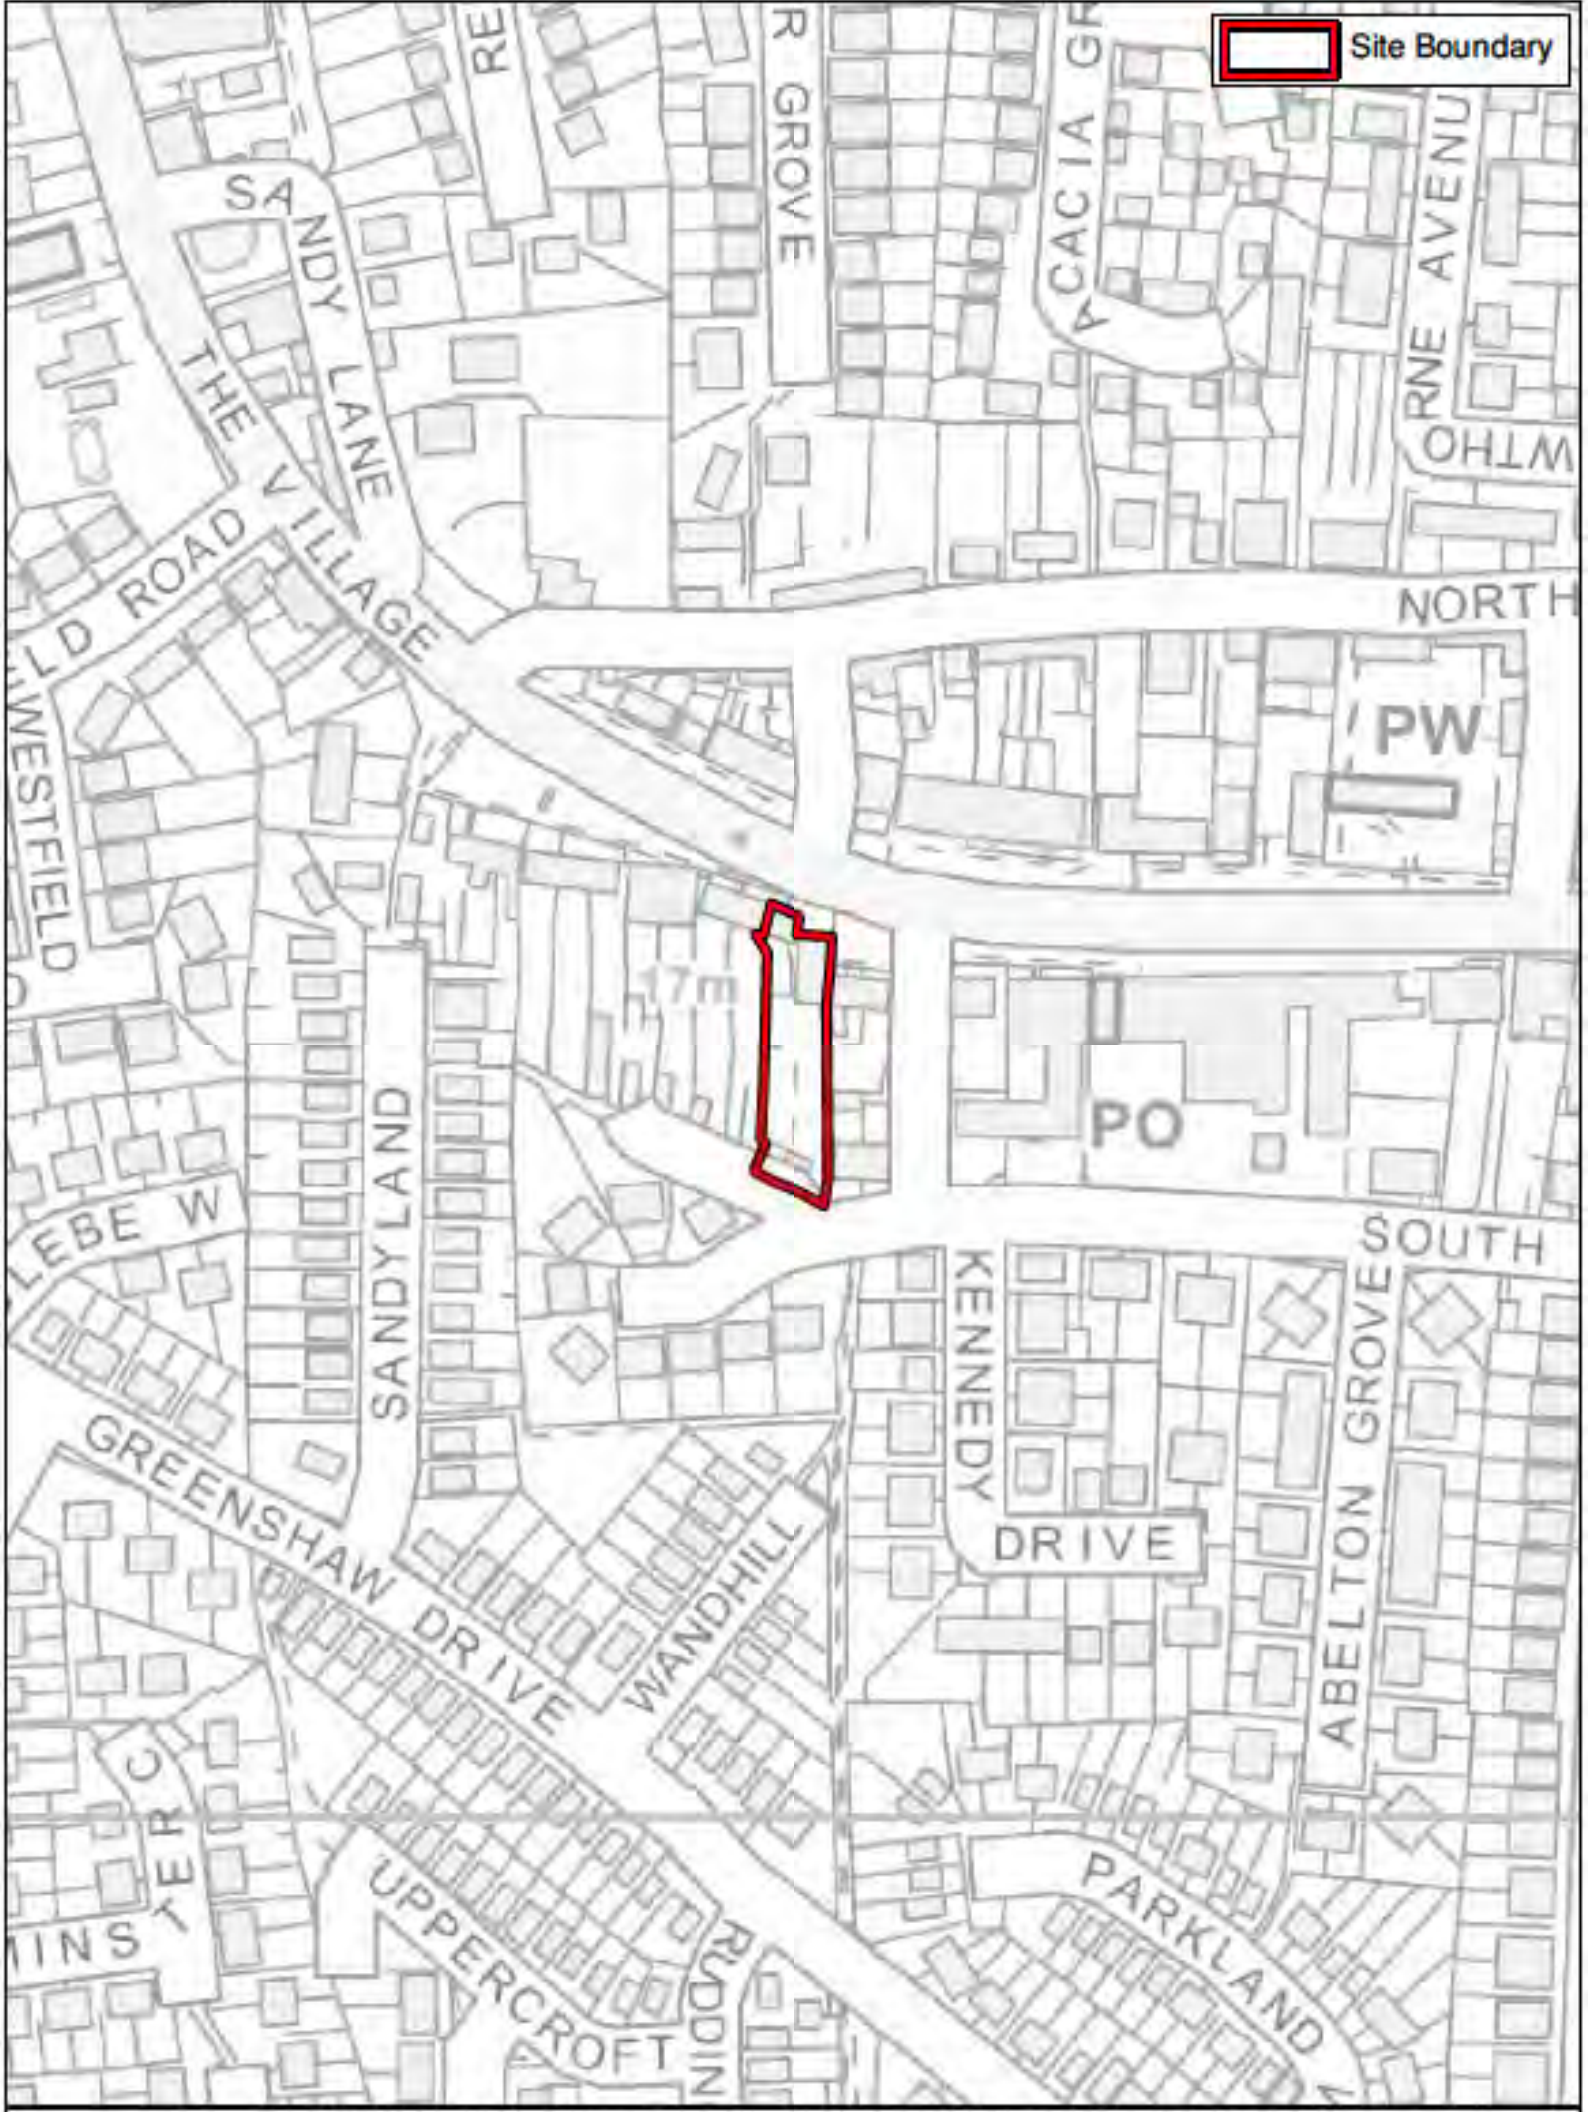 Site Boundary
RE
R GROVE
ACACIA GR
RNE AVENU
WTHO
SANDY LANE
THE VILLAGE
ELD ROAD
WESTFIELD
NORTH
PW
17m
PO
SANDYLAND
LEBE W
SOUTH
KENNEDY
DRIVE
ABELTON GROVE
GREENSHAW DRIVE
WANDHILL
PARKLAND
UPPERCROFT
RUDDIN
MINSTER C